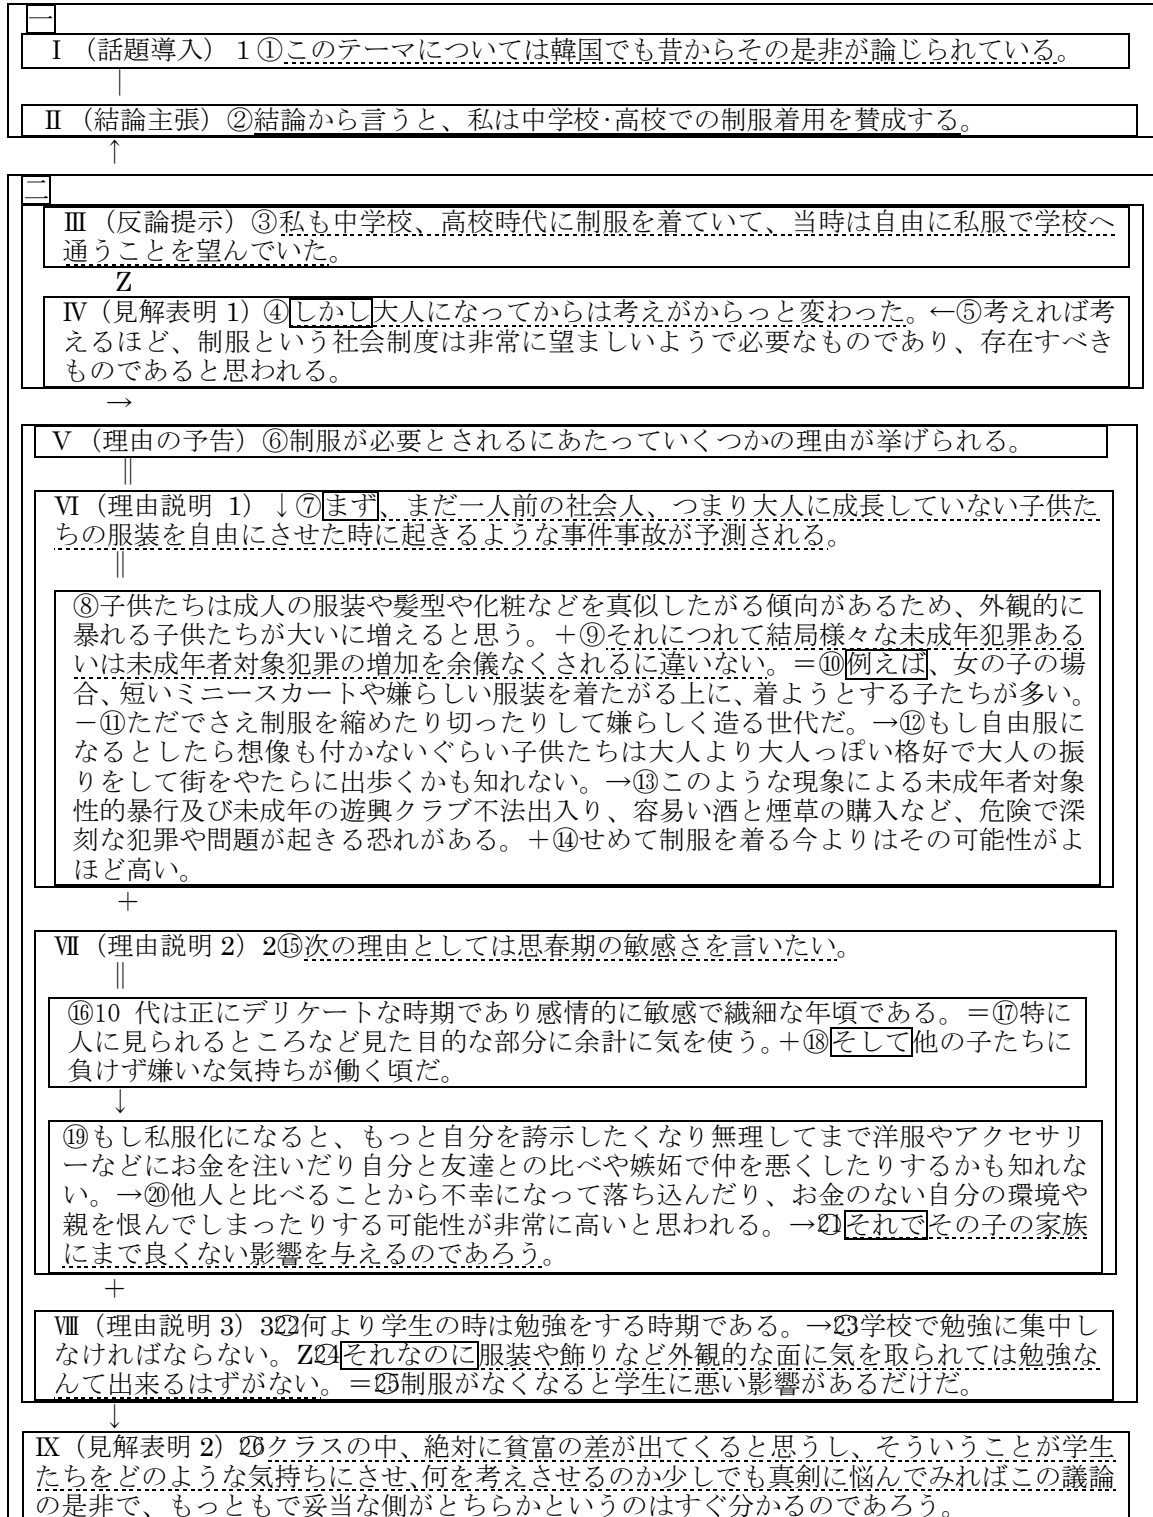 一
Ⅰ（話題導入）1①このテーマについては韓国でも昔からその是非が論じられている。
｜
Ⅱ（結論主張）②結論から言うと、私は中学校･高校での制服着用を賛成する。
↑
二
Ⅲ（反論提示）③私も中学校、高校時代に制服を着ていて、当時は自由に私服で学校へ
通うことを望んでいた。
Z
Ⅳ（見解表明 1）④しかし大人になってからは考えがからっと変わった。←⑤考えれば考
えるほど、制服という社会制度は非常に望ましいようで必要なものであり、存在すべき
ものであると思われる。
→
Ⅴ（理由の予告）⑥制服が必要とされるにあたっていくつかの理由が挙げられる。
||
Ⅵ（理由説明 1）↓⑦まず、まだ一人前の社会人、つまり大人に成長していない子供た
ちの服装を自由にさせた時に起きるような事件事故が予測される。
||
⑧子供たちは成人の服装や髪型や化粧などを真似したがる傾向があるため、外観的に
暴れる子供たちが大いに増えると思う。＋⑨それにつれて結局様々な未成年犯罪ある
いは未成年者対象犯罪の増加を余儀なくされるに違いない。＝⑩例えば、女の子の場
合、短いミニースカートや嫌らしい服装を着たがる上に、着ようとする子たちが多い。
－⑪ただでさえ制服を縮めたり切ったりして嫌らしく造る世代だ。→⑫もし自由服に
なるとしたら想像も付かないぐらい子供たちは大人より大人っぽい格好で大人の振
りをして街をやたらに出歩くかも知れない。→⑬このような現象による未成年者対象
性的暴行及び未成年の遊興クラブ不法出入り、容易い酒と煙草の購入など、危険で深
刻な犯罪や問題が起きる恐れがある。＋⑭せめて制服を着る今よりはその可能性がよ
ほど高い。
＋
Ⅶ（理由説明 2）2⑮次の理由としては思春期の敏感さを言いたい。
||
⑯10 代は正にデリケートな時期であり感情的に敏感で繊細な年頃である。＝⑰特に
人に見られるところなど見た目的な部分に余計に気を使う。＋⑱そして他の子たちに
負けず嫌いな気持ちが働く頃だ。
↓
⑲もし私服化になると、もっと自分を誇示したくなり無理してまで洋服やアクセサリ
ーなどにお金を注いだり自分と友達との比べや嫉妬で仲を悪くしたりするかも知れな
い。→⑳他人と比べることから不幸になって落ち込んだり、お金のない自分の環境や
親を恨んでしまったりする可能性が非常に高いと思われる。→㉑それでその子の家族
にまで良くない影響を与えるのであろう。
＋
Ⅷ（理由説明 3）3㉒何より学生の時は勉強をする時期である。→㉓学校で勉強に集中し
なければならない。Z㉔それなのに服装や飾りなど外観的な面に気を取られては勉強な
んて出来るはずがない。＝㉕制服がなくなると学生に悪い影響があるだけだ。
↓
Ⅸ（見解表明 2）㉖クラスの中、絶対に貧富の差が出てくると思うし、そういうことが学生
たちをどのような気持ちにさせ、何を考えさせるのか少しでも真剣に悩んでみればこの議論
の是非で、もっともで妥当な側がとちらかというのはすぐ分かるのであろう。